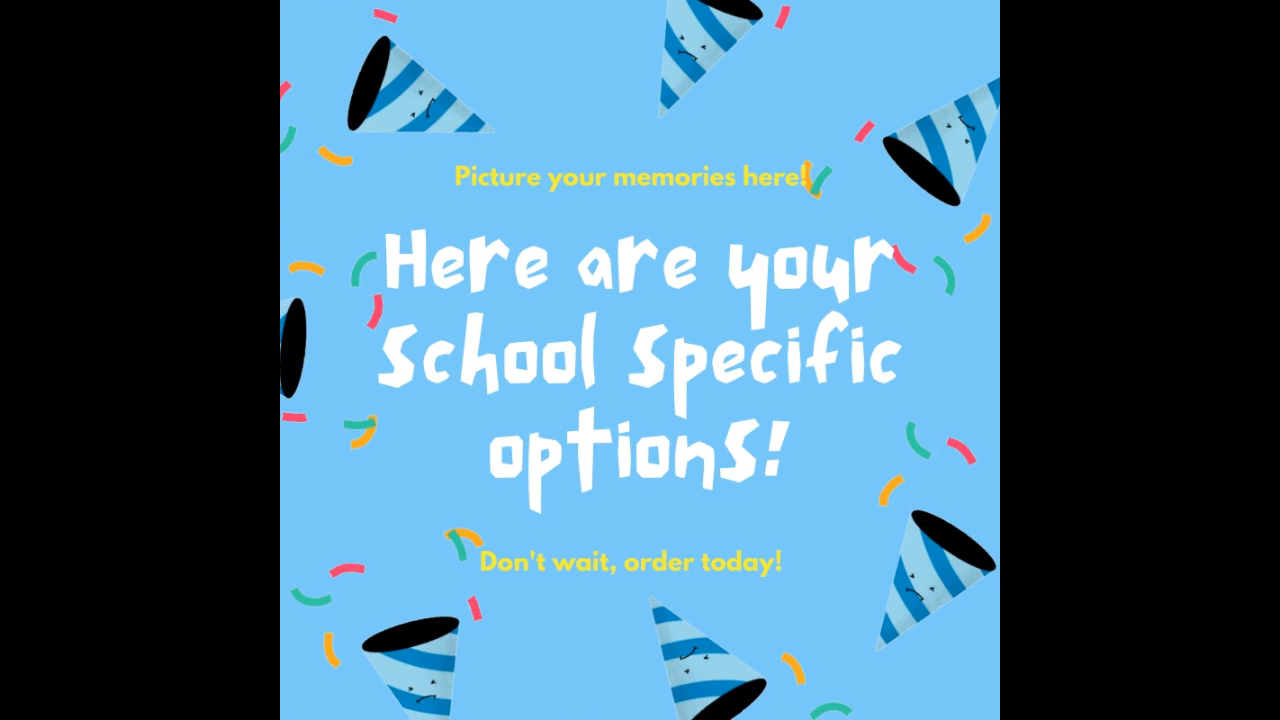 Picture your memories here!
Here are your
School Specific
options!
Don't wait, order today!